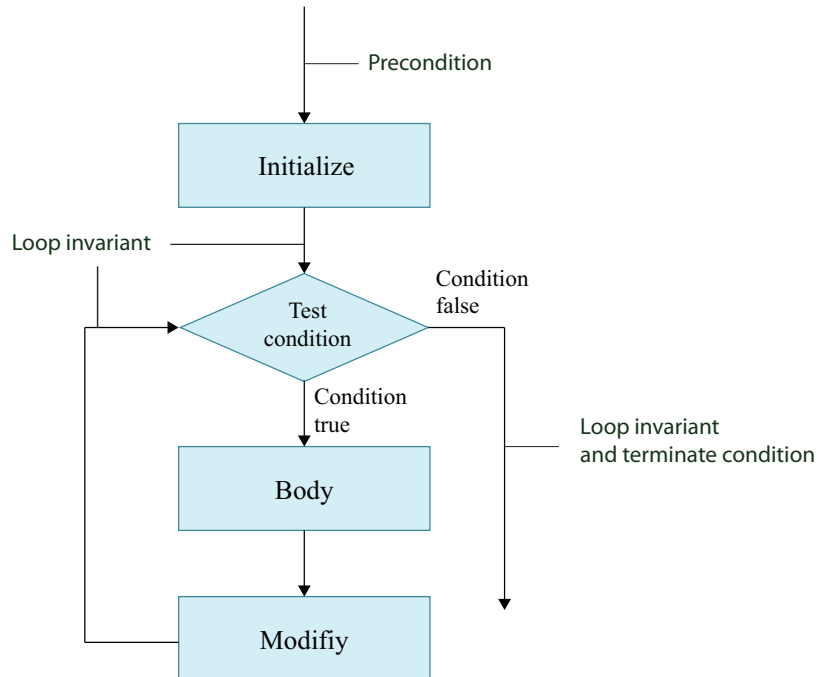 Precondition
Initialize
Loop invariant
Test
condition
Condition
false
Condition
true
Loop invariant
and terminate condition
Body
Modifiy